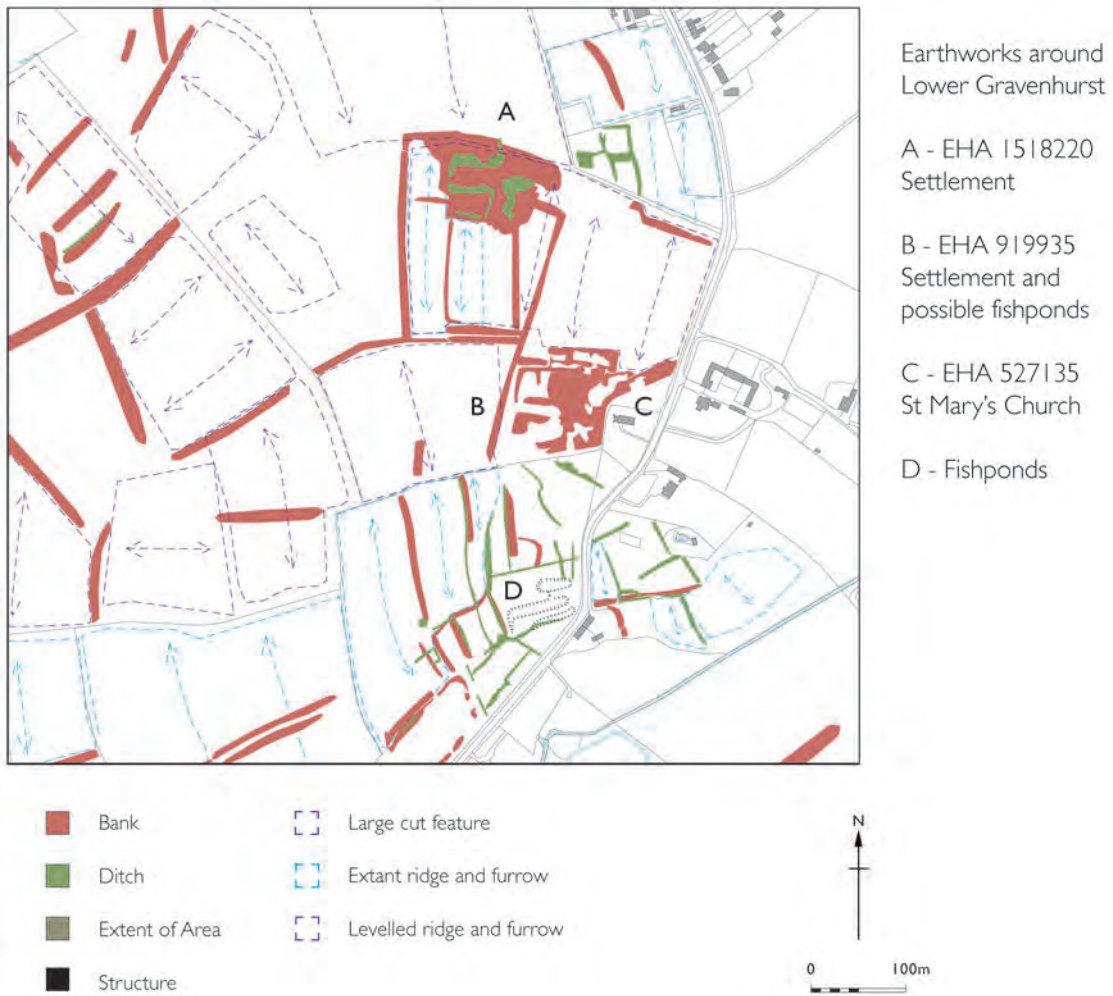 A
B
C
D
Earthworks around
Lower Gravenhurst
A - EHA 1518220
Settlement
B - EHA 919935
Settlement and
possible fishponds
C - EHA 527135
St Mary's Church
D - Fishponds
Bank
Ditch
Extent of Area
Structure
Large cut feature
Extant ridge and furrow
Levelled ridge and furrow
N
0 100m